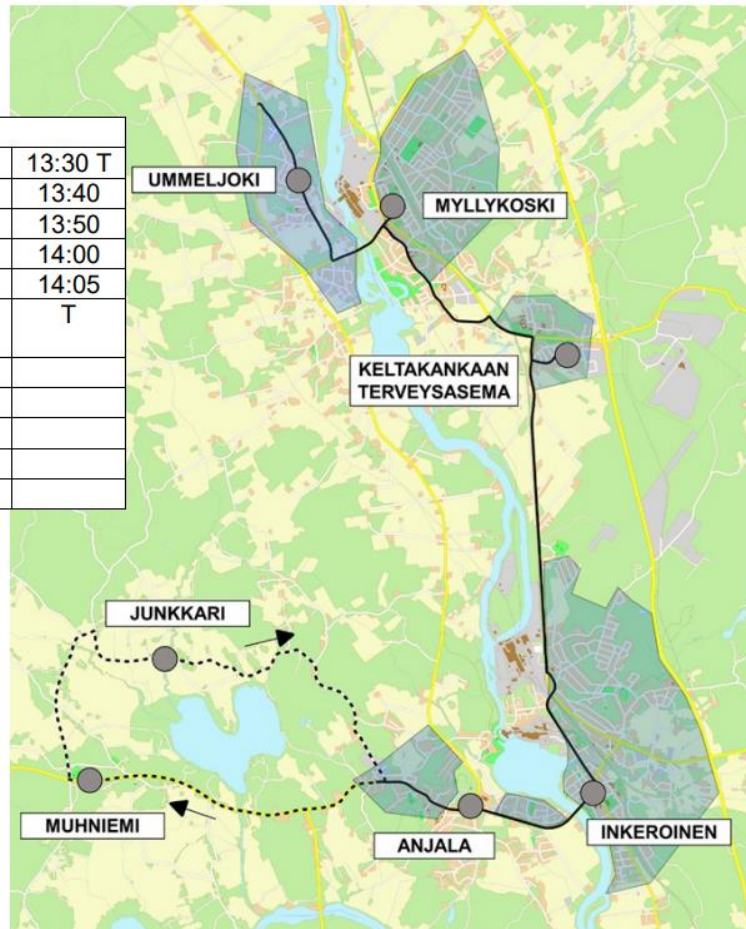 13:30 T
13:40
13:50
14:00
14:05
T
UMMELJOKI
MYLLYKOSKI
KELTAKANKAAN
TERVEYSASEMA
JUNKKARI
MUHNIEMI
ANJALA
INKEROINEN